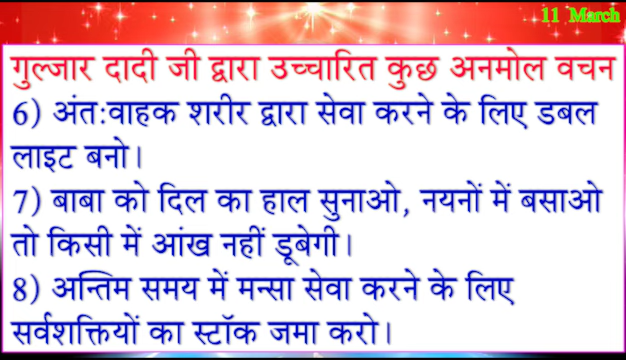 11 March
गुल्जार दादी जी द्वारा उच्चारित कुछ अनमोल वचन
6) अंतःवाहक शरीर द्वारा सेवा करने के लिए डबल
लाइट बनो।
7) बाबा को दिल का हाल सुनाओ, नयनों में बसाओ
तो किसी में आंख नहीं डूबेगी।
8) अन्तिम समय में मन्सा सेवा करने के लिए
सर्वशक्तियों का स्टॉक जमा करो।